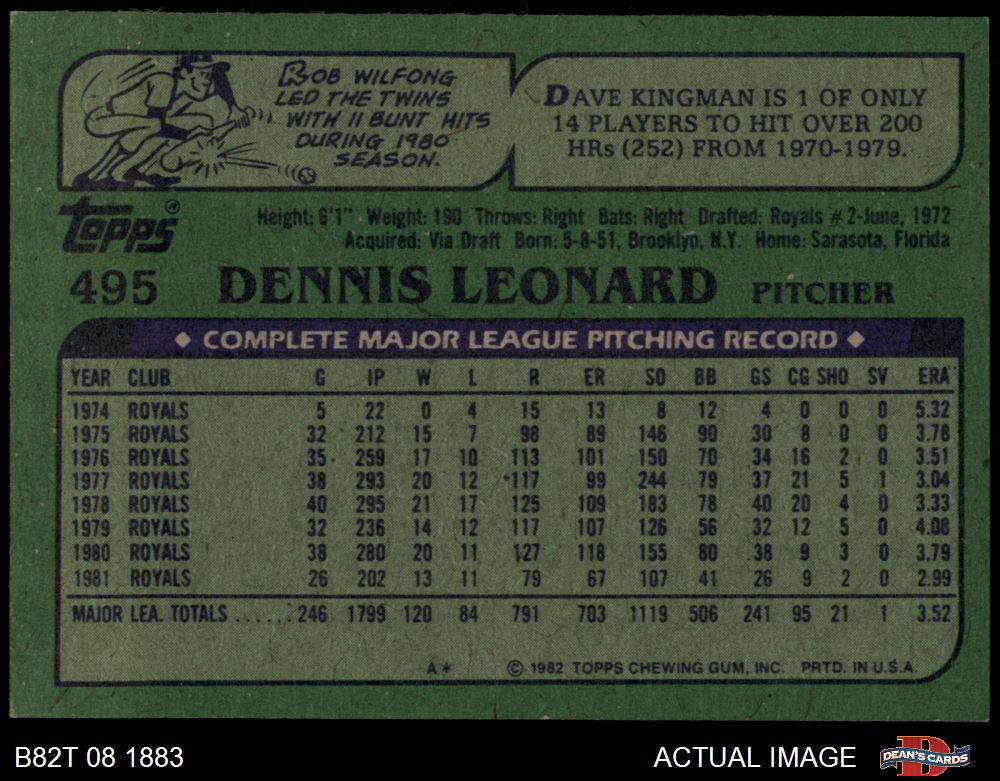 ROB WILFONG
LED THE TWINS
WITH 11 BUNT HITS
DURING 1980
SEASON.
DAVE KINGMAN IS 1 OF ONLY
14 PLAYERS TO HIT OVER 200
HRs (252) FROM 1970-1979.
topps®
Height: 6'1" Weight: 190 Throws: Right Bats: Right Drafted: Royals #2-June, 1972
Acquired: Via Draft Born: 5-8-51, Brooklyn, N.Y. Home: Sarasota, Florida
495 DENNIS LEONARD PITCHER
◆ COMPLETE MAJOR LEAGUE PITCHING RECORD ◆
YEAR CLUB G IP W L R ER SO BB GS CG SHO SV ERA
1974 ROYALS 5 22 0 4 15 13 8 12 4 0 0 0 5.32
1975 ROYALS 32 212 15 7 98 89 146 90 30 8 0 0 3.78
1976 ROYALS 35 259 17 10 113 101 150 70 34 16 2 0 3.51
1977 ROYALS 38 293 20 12 117 99 244 79 37 21 5 1 3.04
1978 ROYALS 40 295 21 17 125 109 183 78 40 20 4 0 3.33
1979 ROYALS 32 236 14 12 117 107 126 56 32 12 5 0 4.08
1980 ROYALS 38 280 20 11 127 118 155 80 38 9 3 0 3.79
1981 ROYALS 26 202 13 11 79 67 107 41 26 9 2 0 2.99
MAJOR LEA. TOTALS ...... 246 1799 120 84 791 703 1119 506 241 95 21 1 3.52
A* © 1982 TOPPS CHEWING GUM, INC. PRTD. IN U.S.A.
B82T 08 1883 ACTUAL IMAGE DEAN'S CARDS